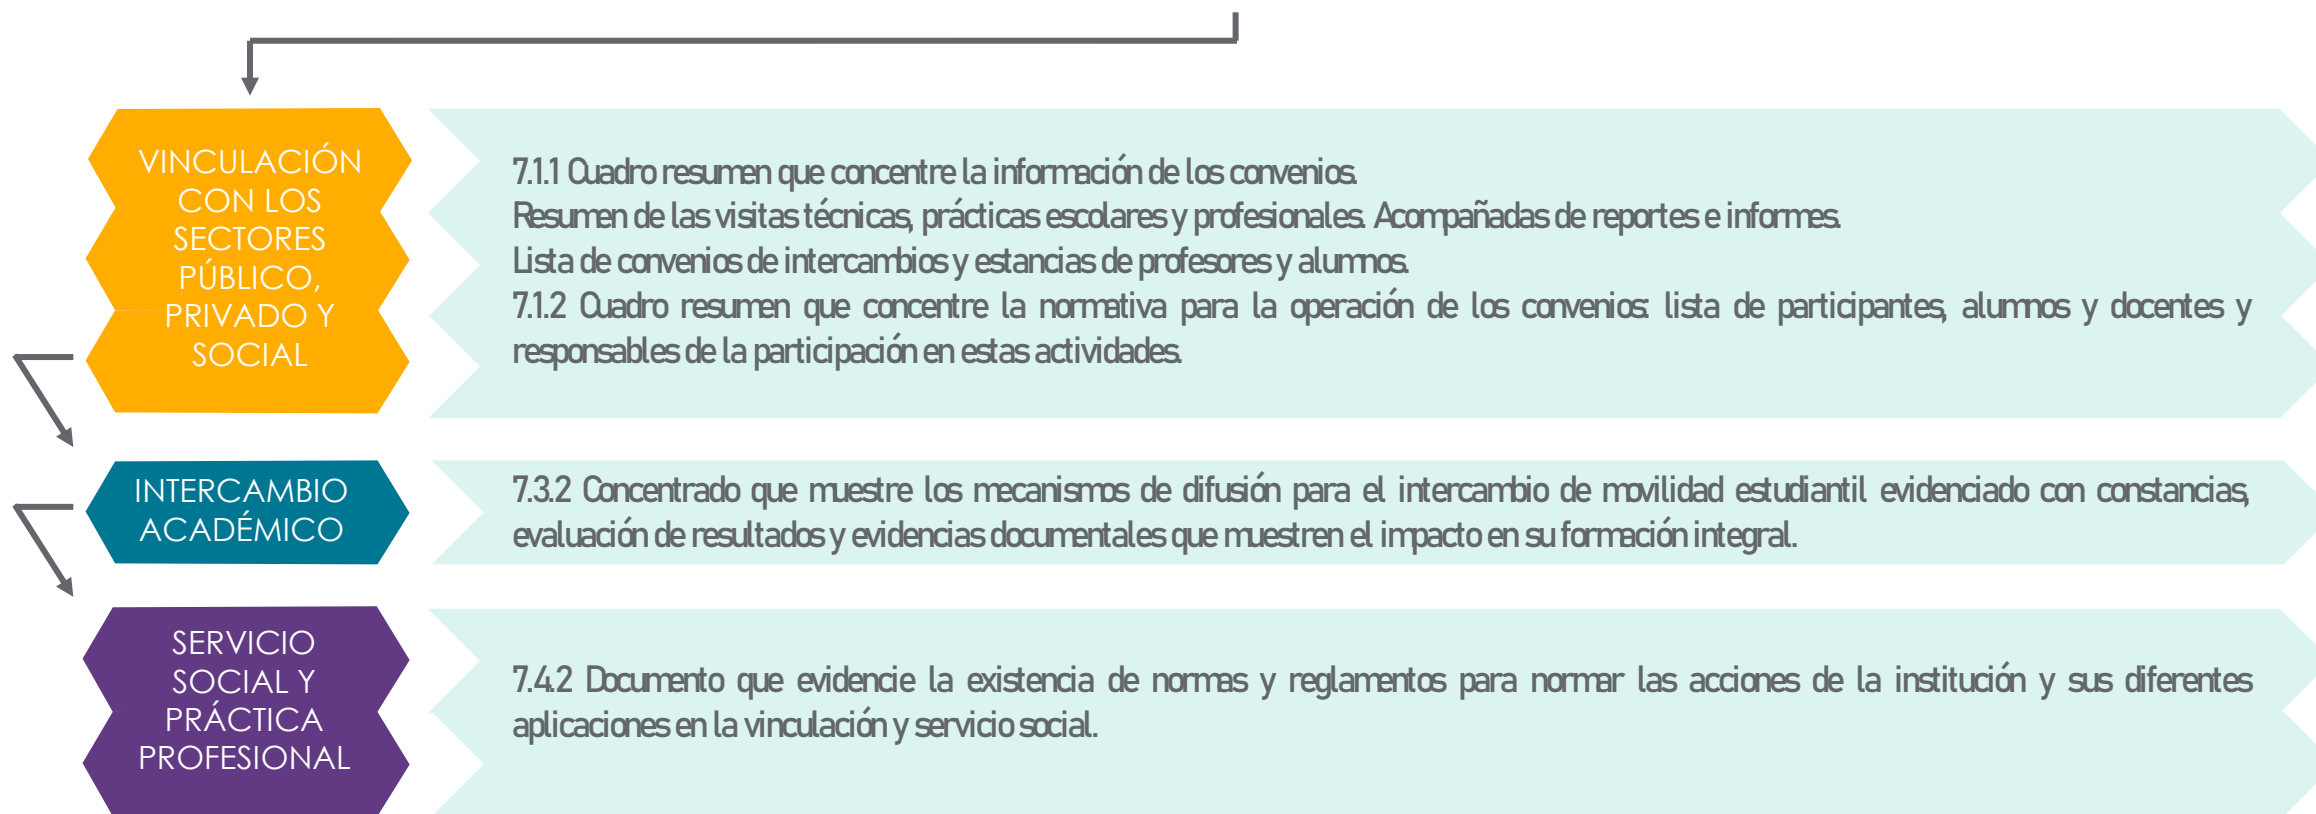 VINCULACIÓN
CON LOS
SECTORES
PÚBLICO,
PRIVADO Y
SOCIAL
7.1.1 Cuadro resumen que concentre la información de los convenios.
Resumen de las visitas técnicas, prácticas escolares y profesionales. Acompañadas de reportes e informes.
Lista de convenios de intercambios y estancias de profesores y alumnos.
7.1.2 Cuadro resumen que concentre la normativa para la operación de los convenios: lista de participantes, alumnos y docentes y
responsables de la participación en estas actividades.
INTERCAMBIO
ACADÉMICO
7.3.2 Concentrado que muestre los mecanismos de difusión para el intercambio de movilidad estudiantil evidenciado con constancias,
evaluación de resultados y evidencias documentales que muestren el impacto en su formación integral.
SERVICIO
SOCIAL Y
PRÁCTICA
PROFESIONAL
7.4.2 Documento que evidencie la existencia de normas y reglamentos para normar las acciones de la institución y sus diferentes
aplicaciones en la vinculación y servicio social.